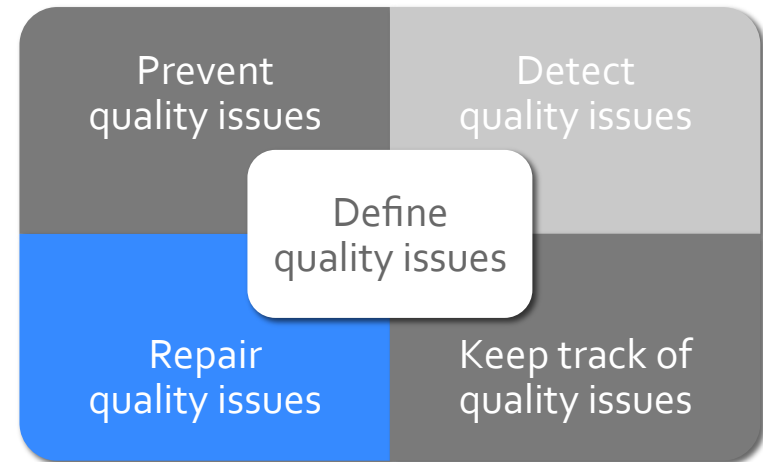 Prevent
quality issues
Detect
quality issues
Define
quality issues
Repair
quality issues
Keep track of
quality issues